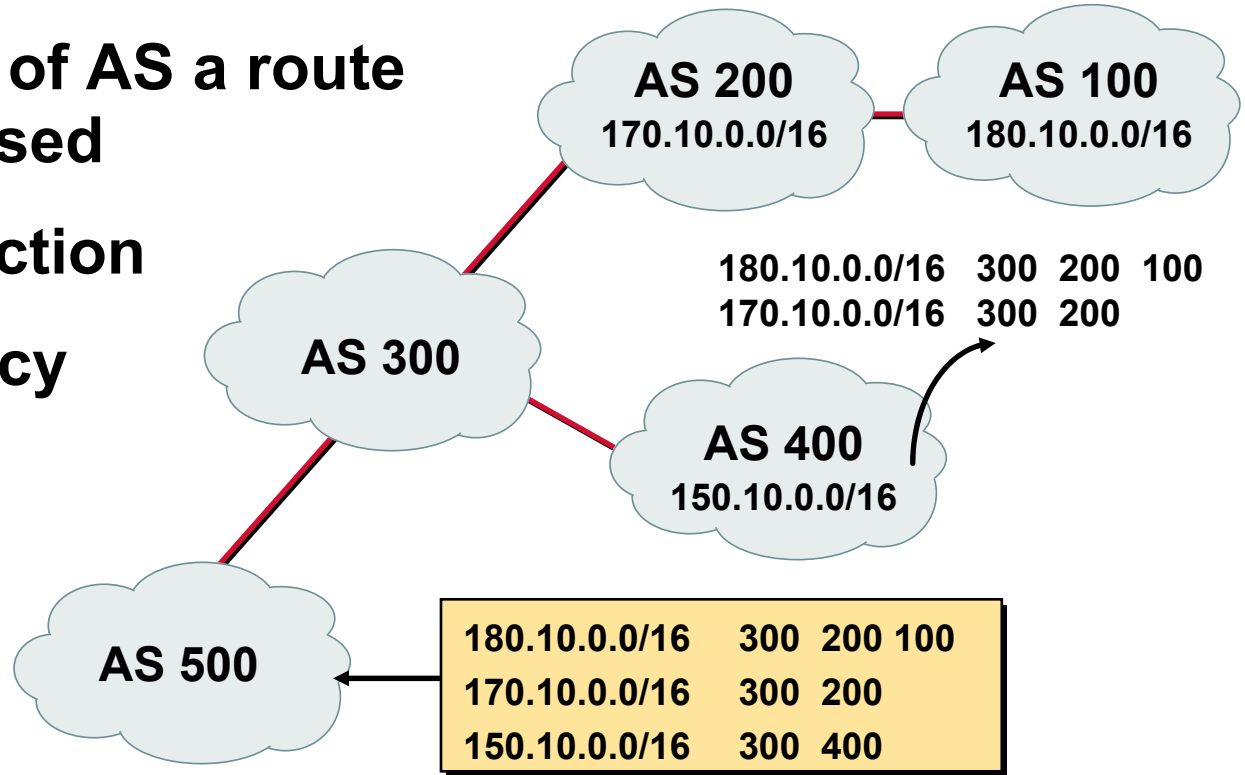 of AS a route
sed
ction
cy
AS 200
170.10.0.0/16
AS 100
180.10.0.0/16
180.10.0.0/16 300 200 100
170.10.0.0/16 300 200
AS 300
AS 400
150.10.0.0/16
AS 500
180.10.0.0/16 300 200 100
170.10.0.0/16 300 200
150.10.0.0/16 300 400